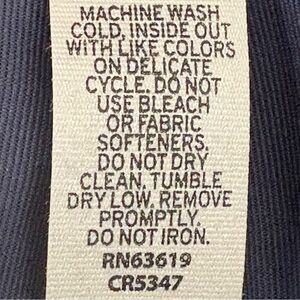 MACHINE WASH
COLD, INSIDE OUT
WITH LIKE COLORS
ON DELICATE
CYCLE. DO NOT
USE BLEACH
OR FABRIC
SOFTENERS.
DO NOT DRY
CLEAN. TUMBLE
DRY LOW. REMOVE
PROMPTLY.
DO NOT IRON.
RN63619
CR5347